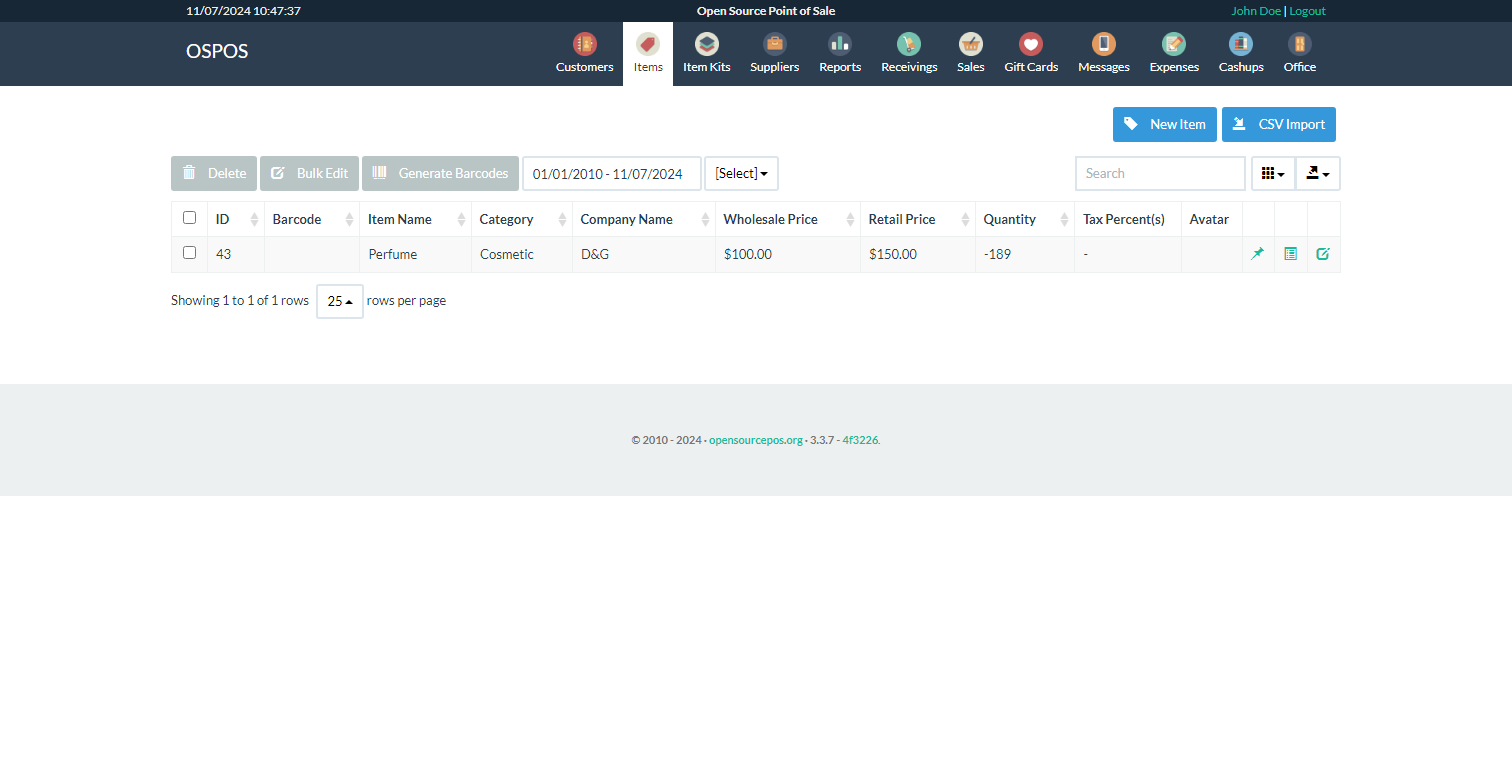 11/07/2024 10:47:37 Open Source Point of Sale John Doe | Logout
OSPOS
Customers Items Item Kits Suppliers Reports Receivings Sales Gift Cards Messages Expenses Cashups Office
New Item CSV Import
Delete Bulk Edit Generate Barcodes 01/01/2010 - 11/07/2024 [Select] Search
ID Barcode Item Name Category Company Name Wholesale Price Retail Price Quantity Tax Percent(s) Avatar
43 Perfume Cosmetic D&G $100.00 $150.00 -189 -
Showing 1 to 1 of 1 rows 25 rows per page
© 2010 - 2024 · opensourcepos.org · 3.3.7 - 4f3226.